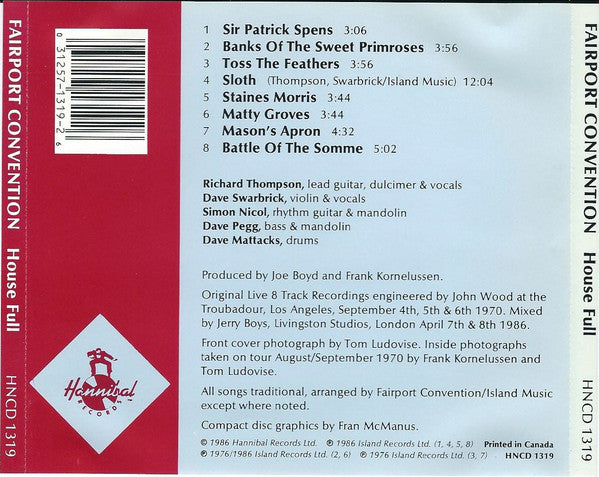 FAIRPORT CONVENTION House Full HNCD 1319
0 31257-1319-2 6
1 Sir Patrick Spens 3:06
2 Banks Of The Sweet Primroses 3:56
3 Toss The Feathers 3:56
4 Sloth (Thompson, Swarbrick/Island Music) 12:04
5 Staines Morris 3:44
6 Matty Groves 3:44
7 Mason's Apron 4:32
8 Battle Of The Somme 5:02
Richard Thompson, lead guitar, dulcimer & vocals
Dave Swarbrick, violin & vocals
Simon Nicol, rhythm guitar & mandolin
Dave Pegg, bass & mandolin
Dave Mattacks, drums
Produced by Joe Boyd and Frank Kornelussen.
Original Live 8 Track Recordings engineered by John Wood at the
Troubadour, Los Angeles, September 4th, 5th & 6th 1970. Mixed
by Jerry Boys, Livingston Studios, London April 7th & 8th 1986.
Front cover photograph by Tom Ludovise. Inside photographs
taken on tour August/September 1970 by Frank Kornelussen and
Tom Ludovise.
All songs traditional, arranged by Fairport Convention/Island Music
except where noted.
Compact disc graphics by Fran McManus.
© 1986 Hannibal Records Ltd. ℗ 1986 Island Records Ltd. (1, 4, 5, 8) Printed in Canada
℗ 1976/1986 Island Records Ltd. (2, 6) ℗ 1976 Island Records Ltd. (3, 7) HNCD 1319
Hannibal
RECORDS
FAIRPORT CONVENTION House Full HNCD 1319